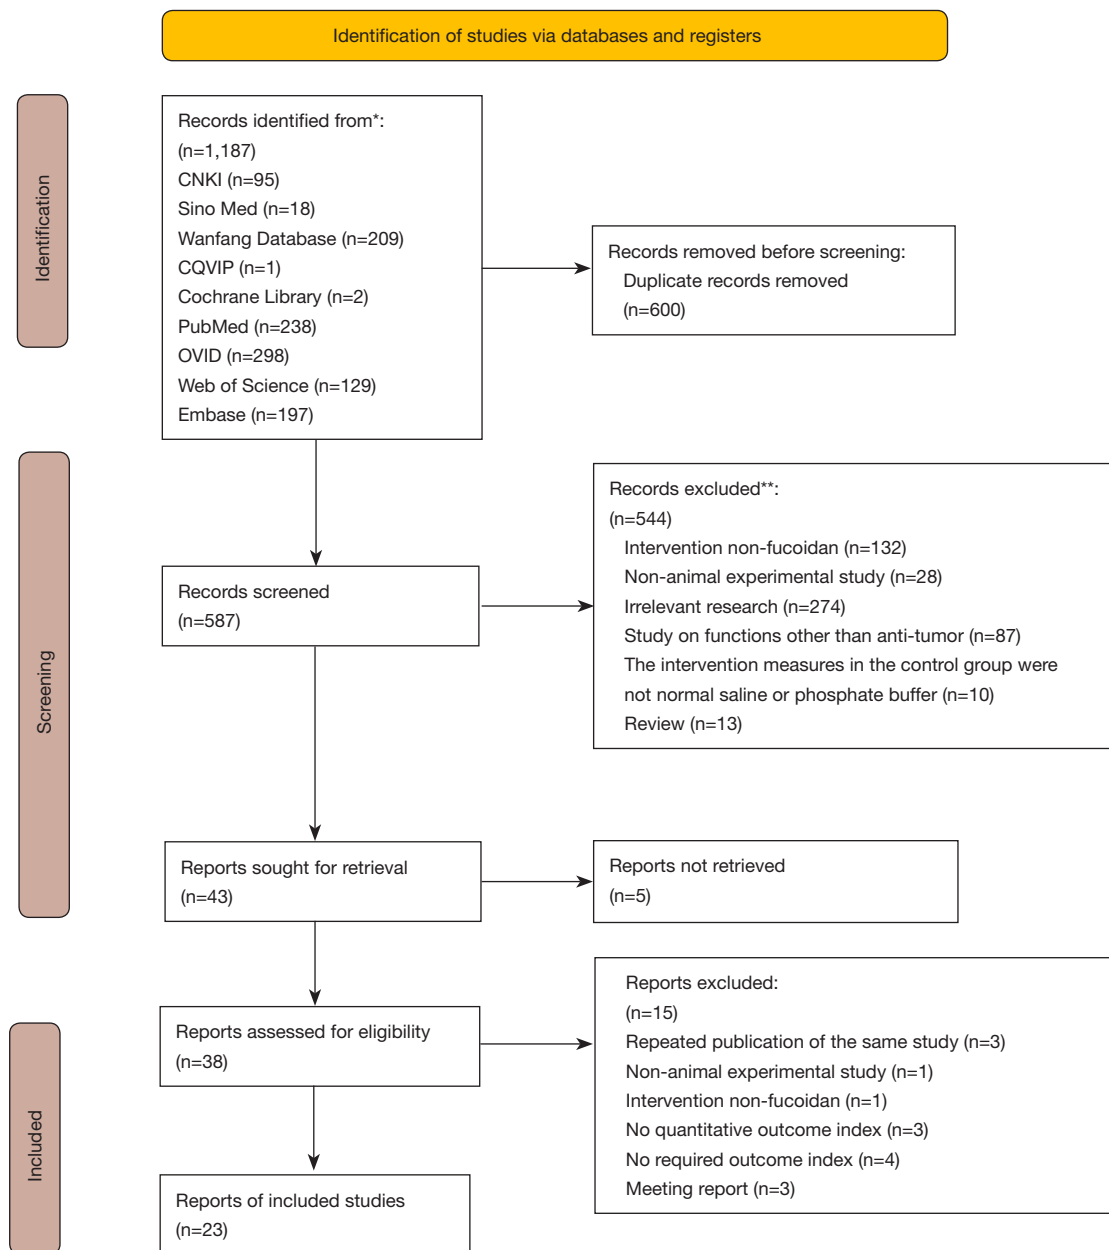 Identification of studies via databases and registers
Identification
Records identified from*:
(n=1,187)
CNKI (n=95)
Sino Med (n=18)
Wanfang Database (n=209)
CQVIP (n=1)
Cochrane Library (n=2)
PubMed (n=238)
OVID (n=298)
Web of Science (n=129)
Embase (n=197)
Records removed before screening:
Duplicate records removed
(n=600)
Screening
Records screened
(n=587)
Records excluded**:
(n=544)
Intervention non-fucoidan (n=132)
Non-animal experimental study (n=28)
Irrelevant research (n=274)
Study on functions other than anti-tumor (n=87)
The intervention measures in the control group were
not normal saline or phosphate buffer (n=10)
Review (n=13)
Reports sought for retrieval
(n=43)
Reports not retrieved
(n=5)
Reports assessed for eligibility
(n=38)
Reports excluded:
(n=15)
Repeated publication of the same study (n=3)
Non-animal experimental study (n=1)
Intervention non-fucoidan (n=1)
No quantitative outcome index (n=3)
No required outcome index (n=4)
Meeting report (n=3)
Included
Reports of included studies
(n=23)